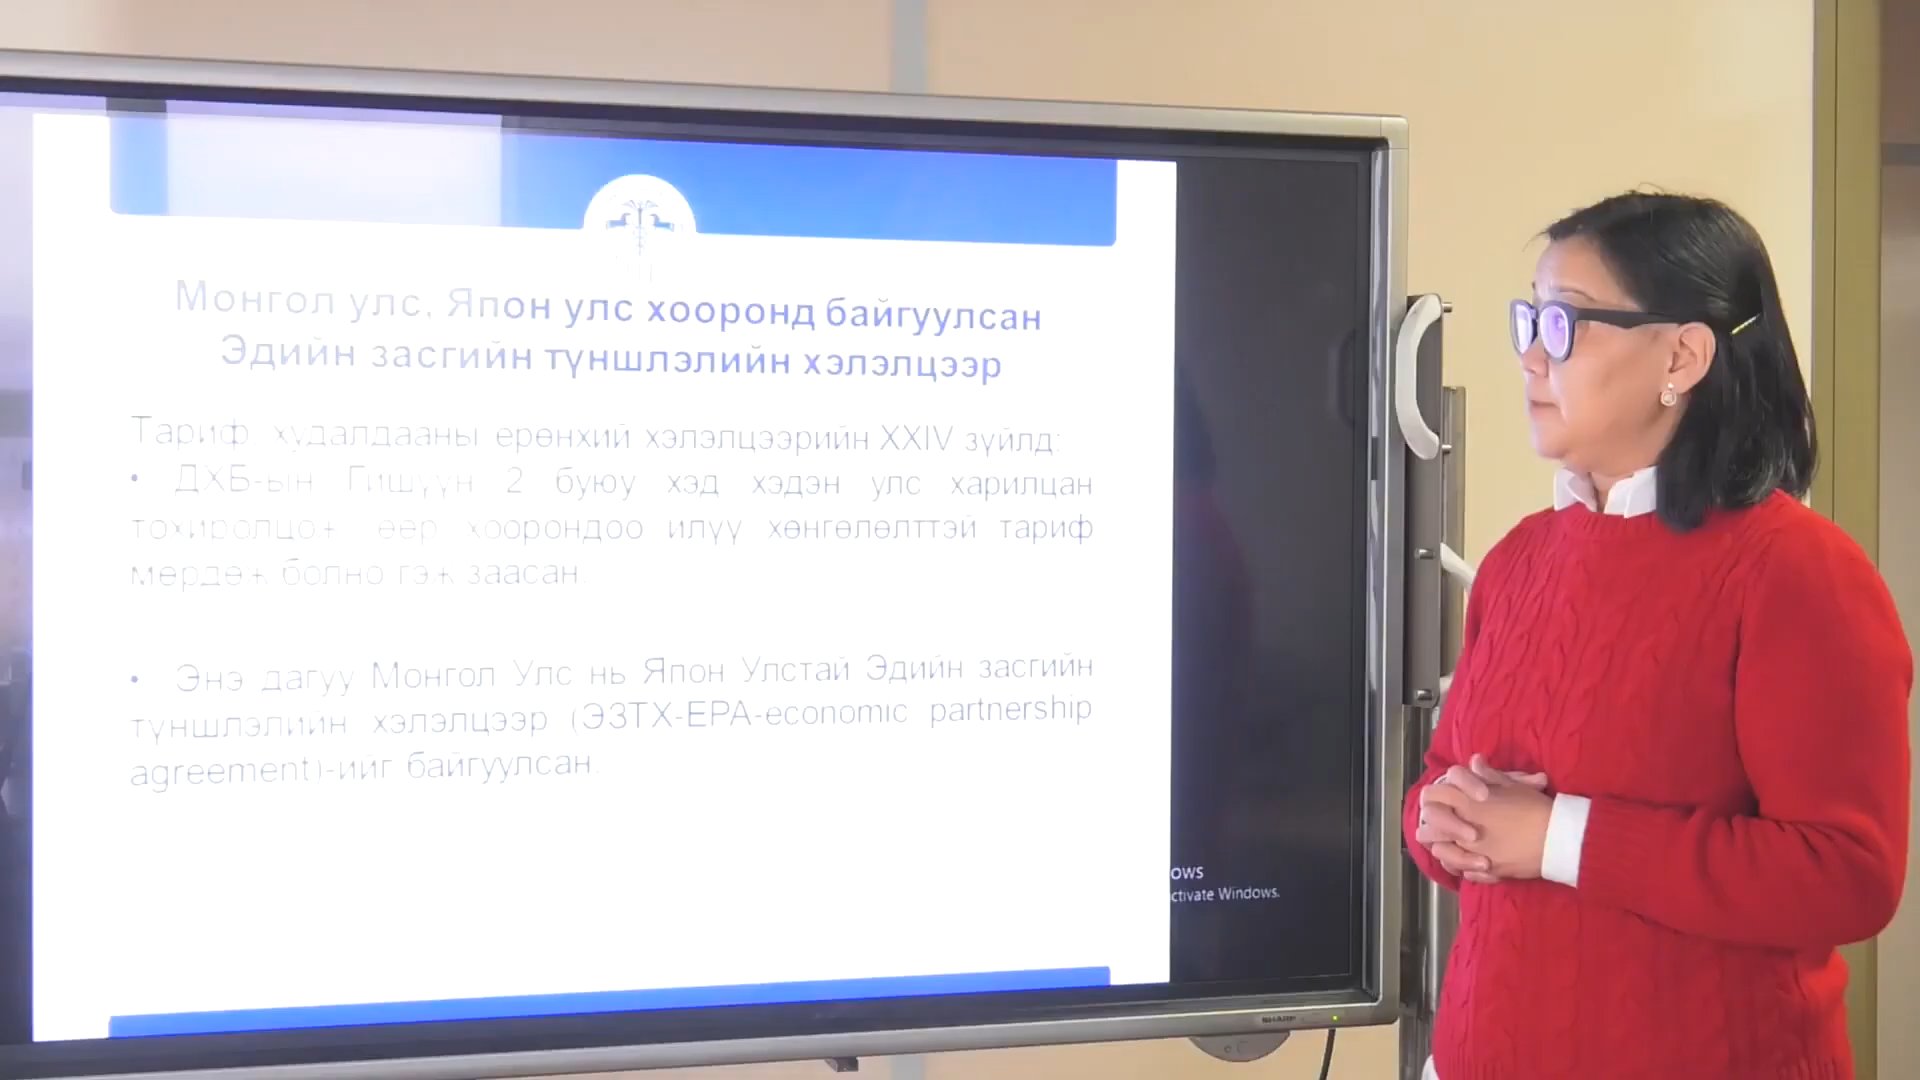 Монгол улс, Япон улс хооронд байгуулсан
Эдийн засгийн түншлэлийн хэлэлцээр
Тариф худалдааны ерөнхий хэлэлцээрийн XXIV зүйлд:
• ДХБ-ын Гишүүн 2 буюу хэд хэдэн улс харилцан
тохиролцож өөр хоорондоо илүү хөнгөлөлттэй тариф
мөрдөж болно гэж заасан.
• Энэ дагуу Монгол Улс нь Япон Улстай Эдийн засгийн
түншлэлийн хэлэлцээр (ЭЗТХ-EPA-economic partnership
agreement)-ийг байгуулсан.
ows
ctivate Windows.
SHARP